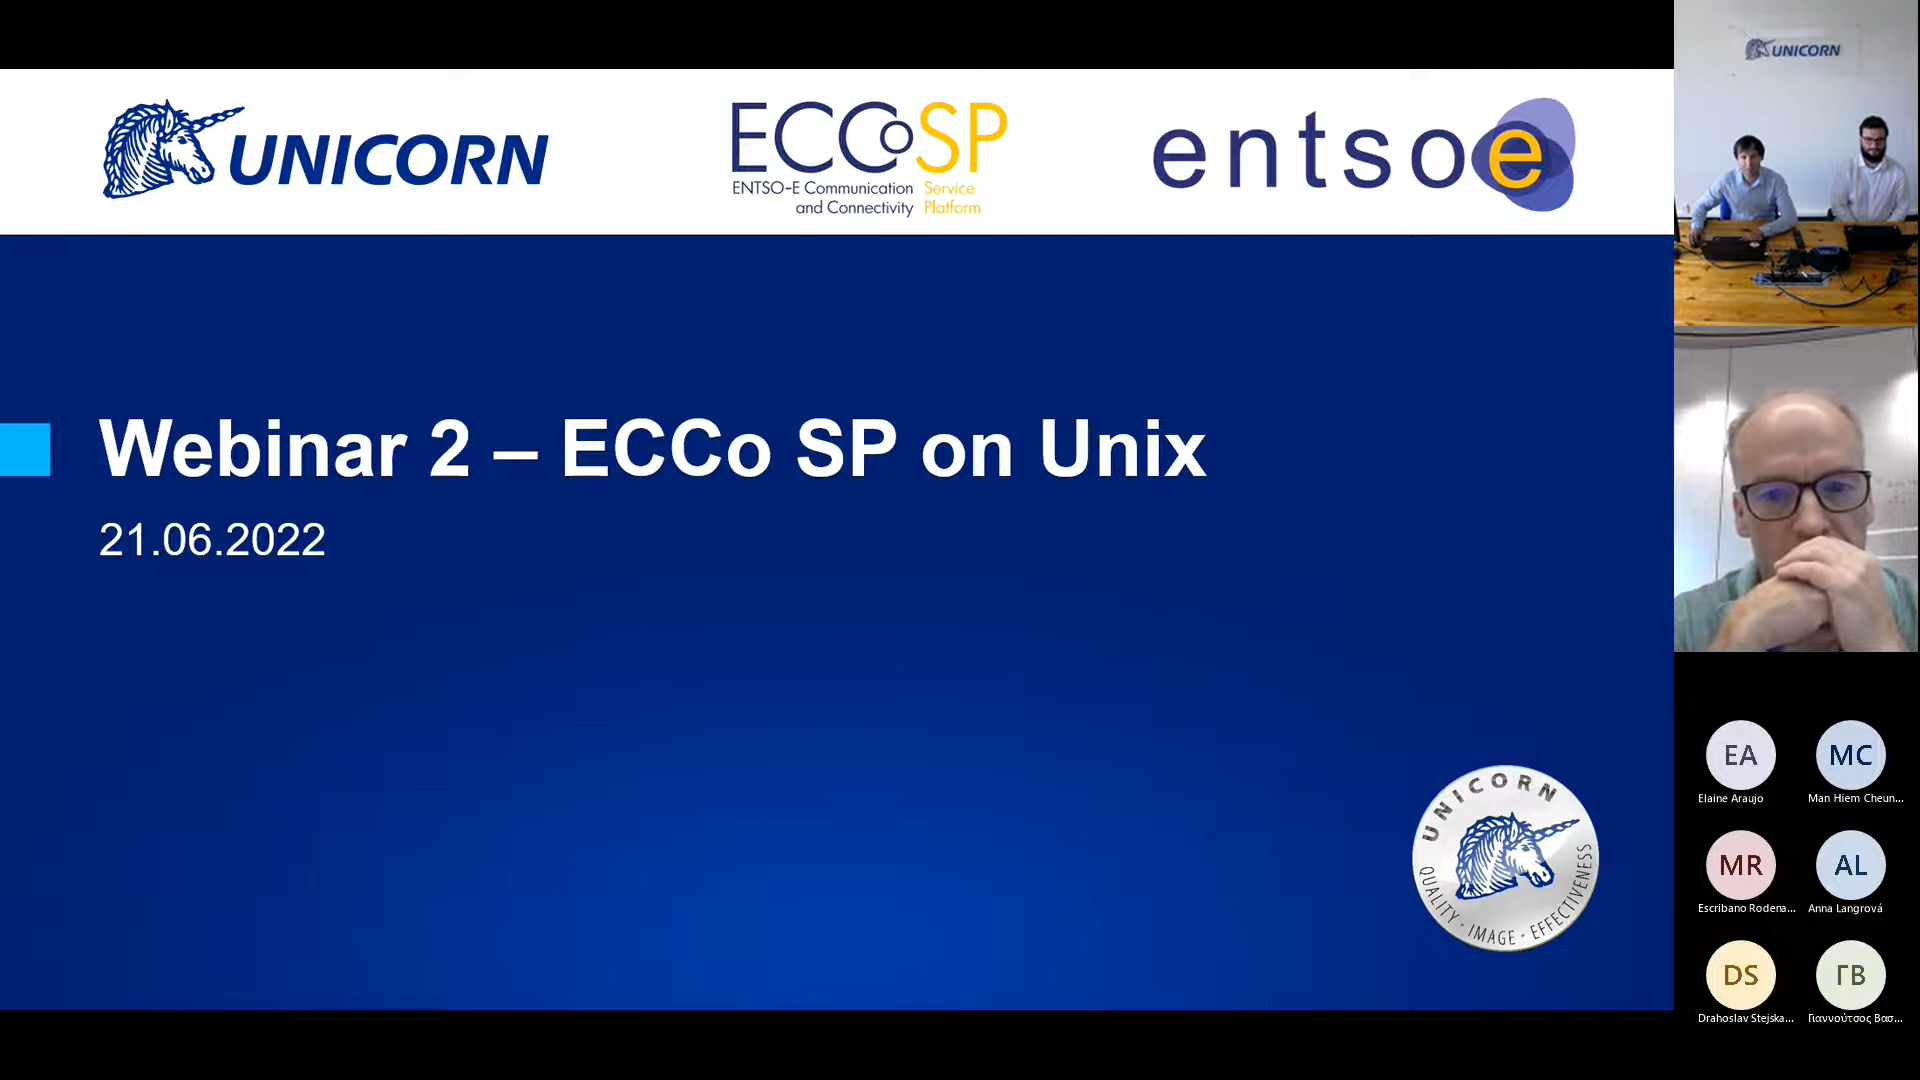 UNICORN
ECCoSP
ENTSO-E Communication Service
and Connectivity Platform
entsoe
Webinar 2 – ECCo SP on Unix
21.06.2022
UNICORN
QUALITY · IMAGE · EFFECTIVENESS
UNICORN
EA
Elaine Araujo
MC
Man Hiem Cheun...
MR
Escribano Rodena...
AL
Anna Langrová
DS
Drahoslav Stejska...
ΓΒ
Γιαννούτσος Βασ...